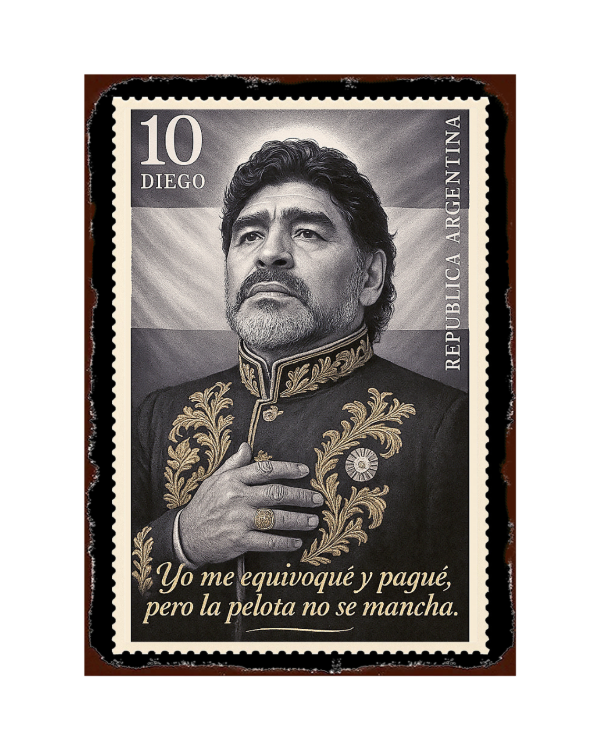 10
DIEGO
REPUBLICA ARGENTINA
Yo me equivoqué y pagué,
pero la pelota no se mancha.